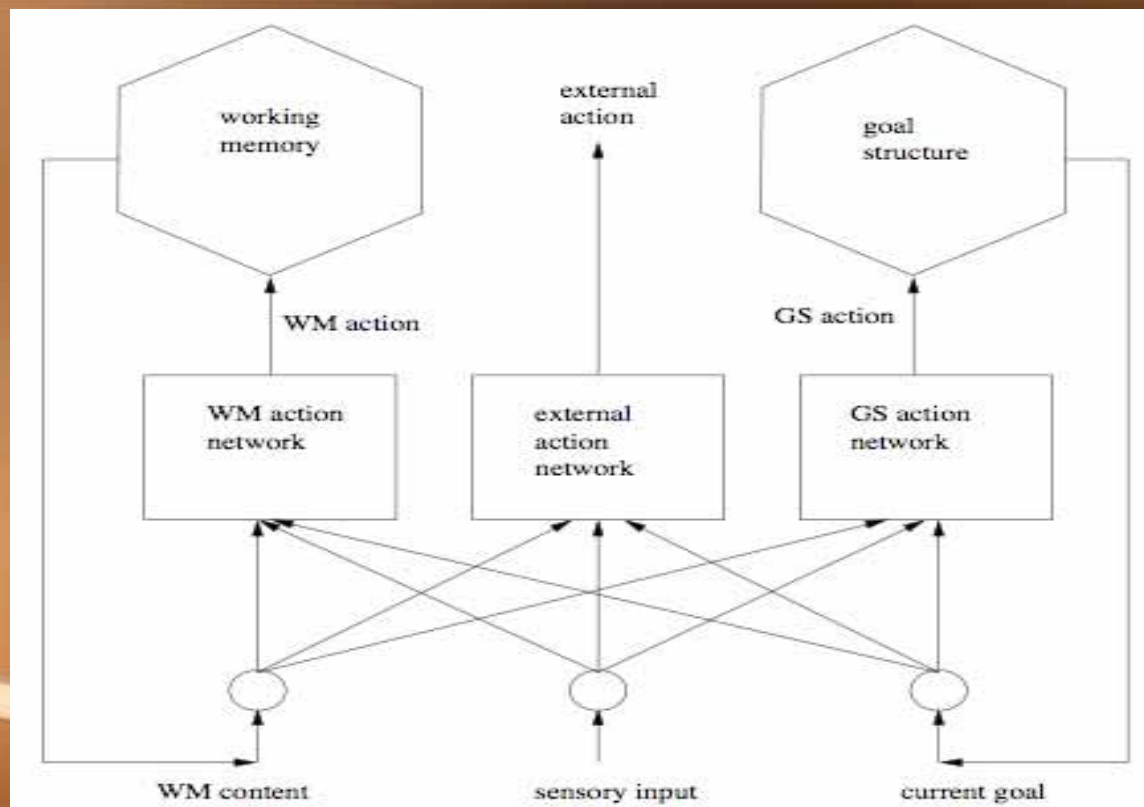 working
memory
external
action
goal
structure
WM action
GS action
WM action
network
external
action
network
GS action
network
WM content
sensory input
current goal